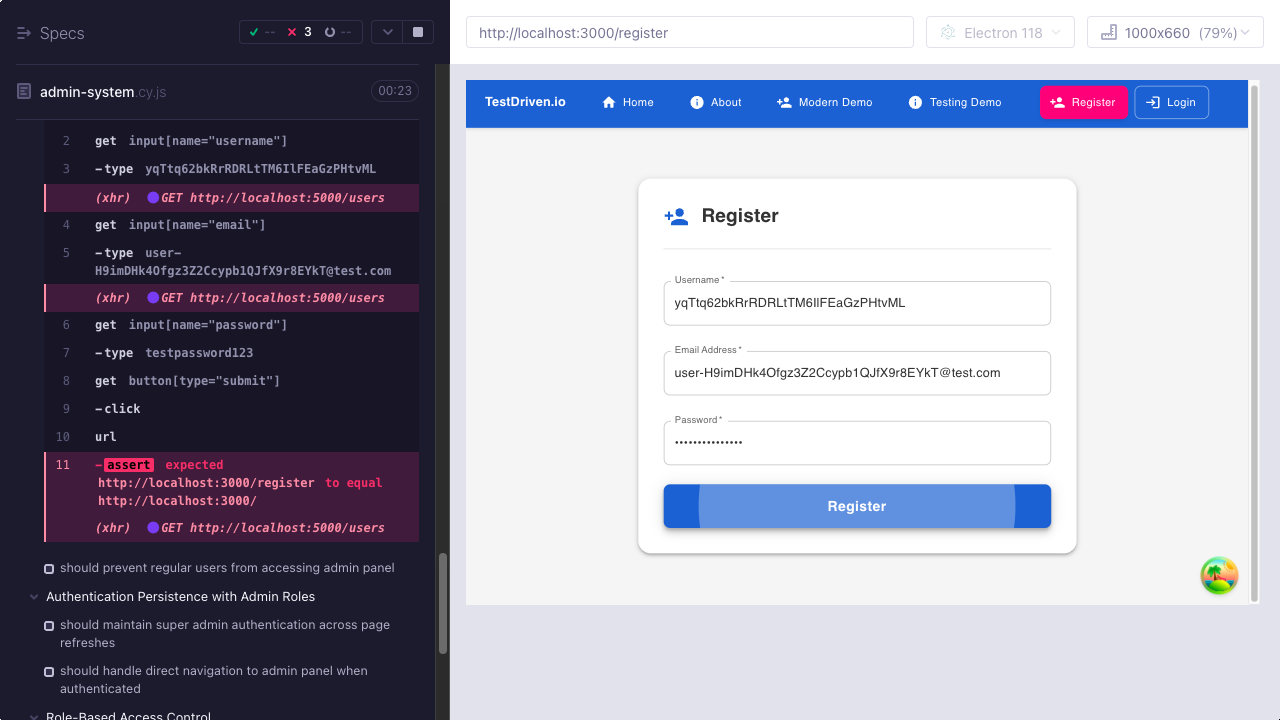 Specs
-- 3 --
admin-system.cy.js 00:23
2 get input[name="username"]
3 -type yqTtq62bkRrRDRLtTM6IlFEaGzPHtvML
(xhr) GET http://localhost:5000/users
4 get input[name="email"]
5 -type user-
H9imDHk4Ofgz3Z2Ccypb1QJfX9r8EYkT@test.com
(xhr) GET http://localhost:5000/users
6 get input[name="password"]
7 -type testpassword123
8 get button[type="submit"]
9 -click
10 url
11 -assert expected
http://localhost:3000/register to equal
http://localhost:3000/
(xhr) GET http://localhost:5000/users
should prevent regular users from accessing admin panel
Authentication Persistence with Admin Roles
should maintain super admin authentication across page
refreshes
should handle direct navigation to admin panel when
authenticated
Role-Based Access Control
http://localhost:3000/register
Electron 118
1000x660 (79%)
TestDriven.io Home About Modern Demo Testing Demo Register Login
Register
Username *
yqTtq62bkRrRDRLtTM6IlFEaGzPHtvML
Email Address *
user-H9imDHk4Ofgz3Z2Ccypb1QJfX9r8EYkT@test.com
Password *
•••••••••••••••
Register